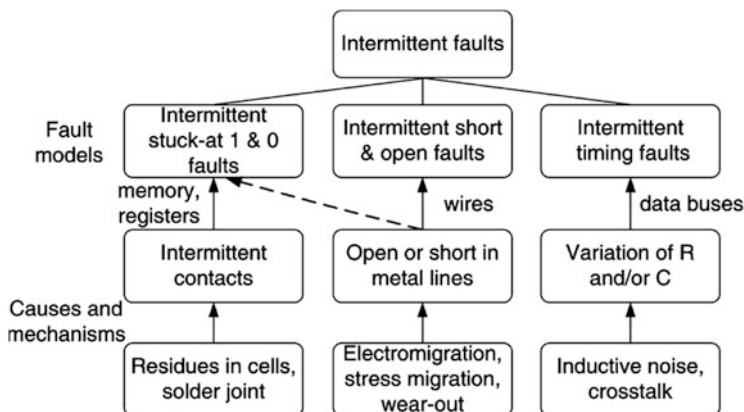 Intermittent faults
Fault
models
Intermittent
stuck-at 1 & 0
faults
Intermittent short
& open faults
Intermittent
timing faults
memory,
registers
wires
data buses
Intermittent
contacts
Open or short in
metal lines
Variation of R
and/or C
Causes and
mechanisms
Residues in cells,
solder joint
Electromigration,
stress migration,
wear-out
Inductive noise,
crosstalk